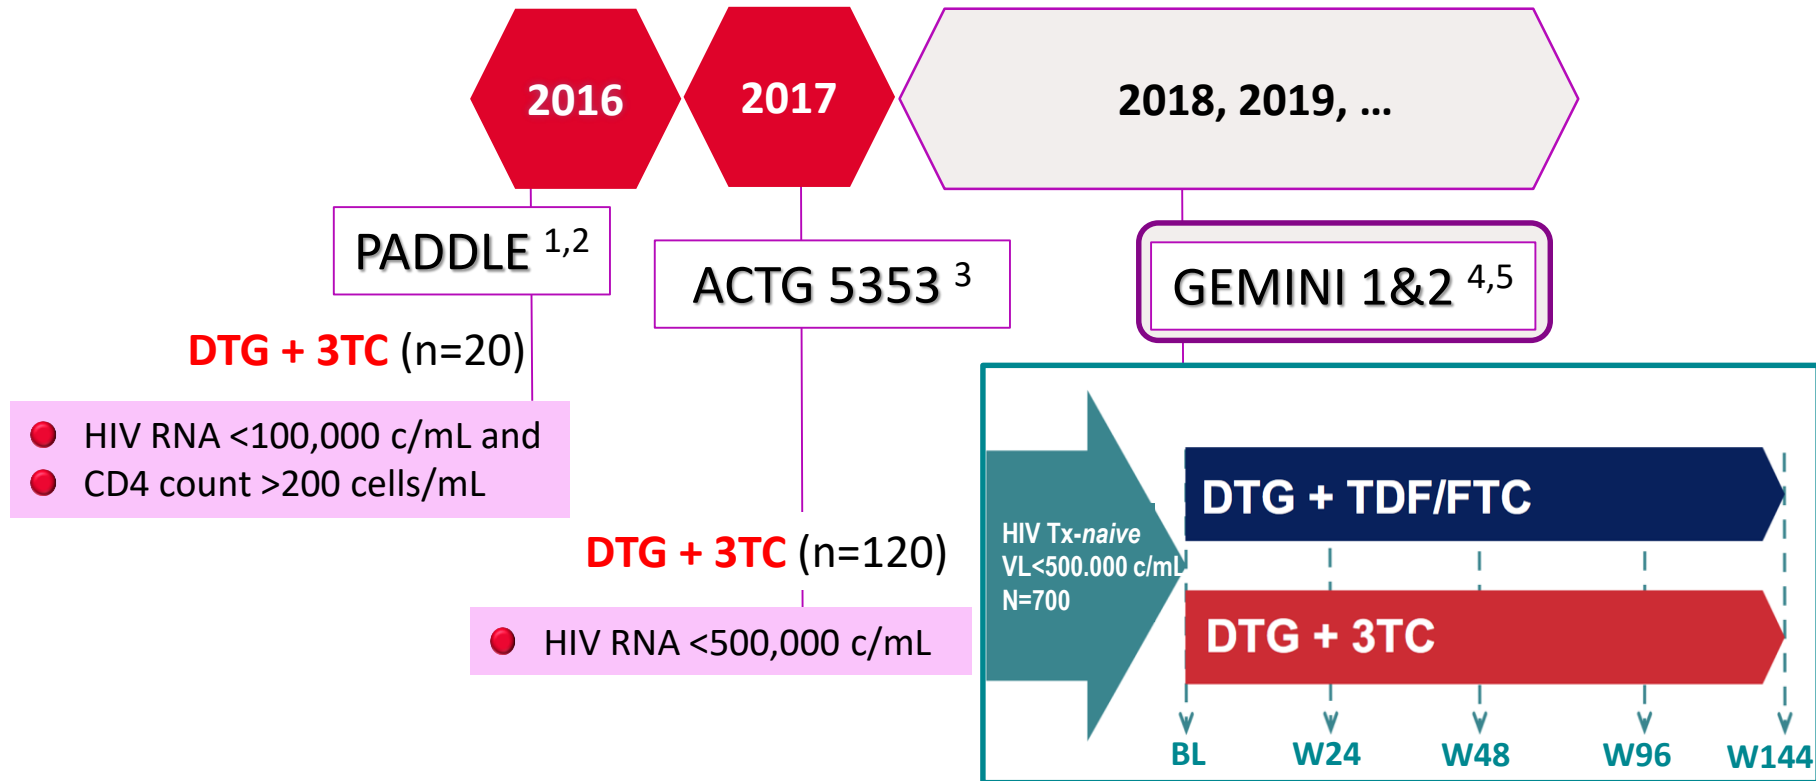 2016
2017
2018, 2019, ...
PADDLE 1,2
ACTG 5353 3
GEMINI 1&2 4,5
DTG + 3TC (n=20)
HIV RNA <100,000 c/mL and
CD4 count >200 cells/mL
DTG + 3TC (n=120)
HIV RNA <500,000 c/mL
HIV Tx-naive
VL<500.000 c/mL
N=700
DTG + TDF/FTC
DTG + 3TC
BL
W24
W48
W96
W144